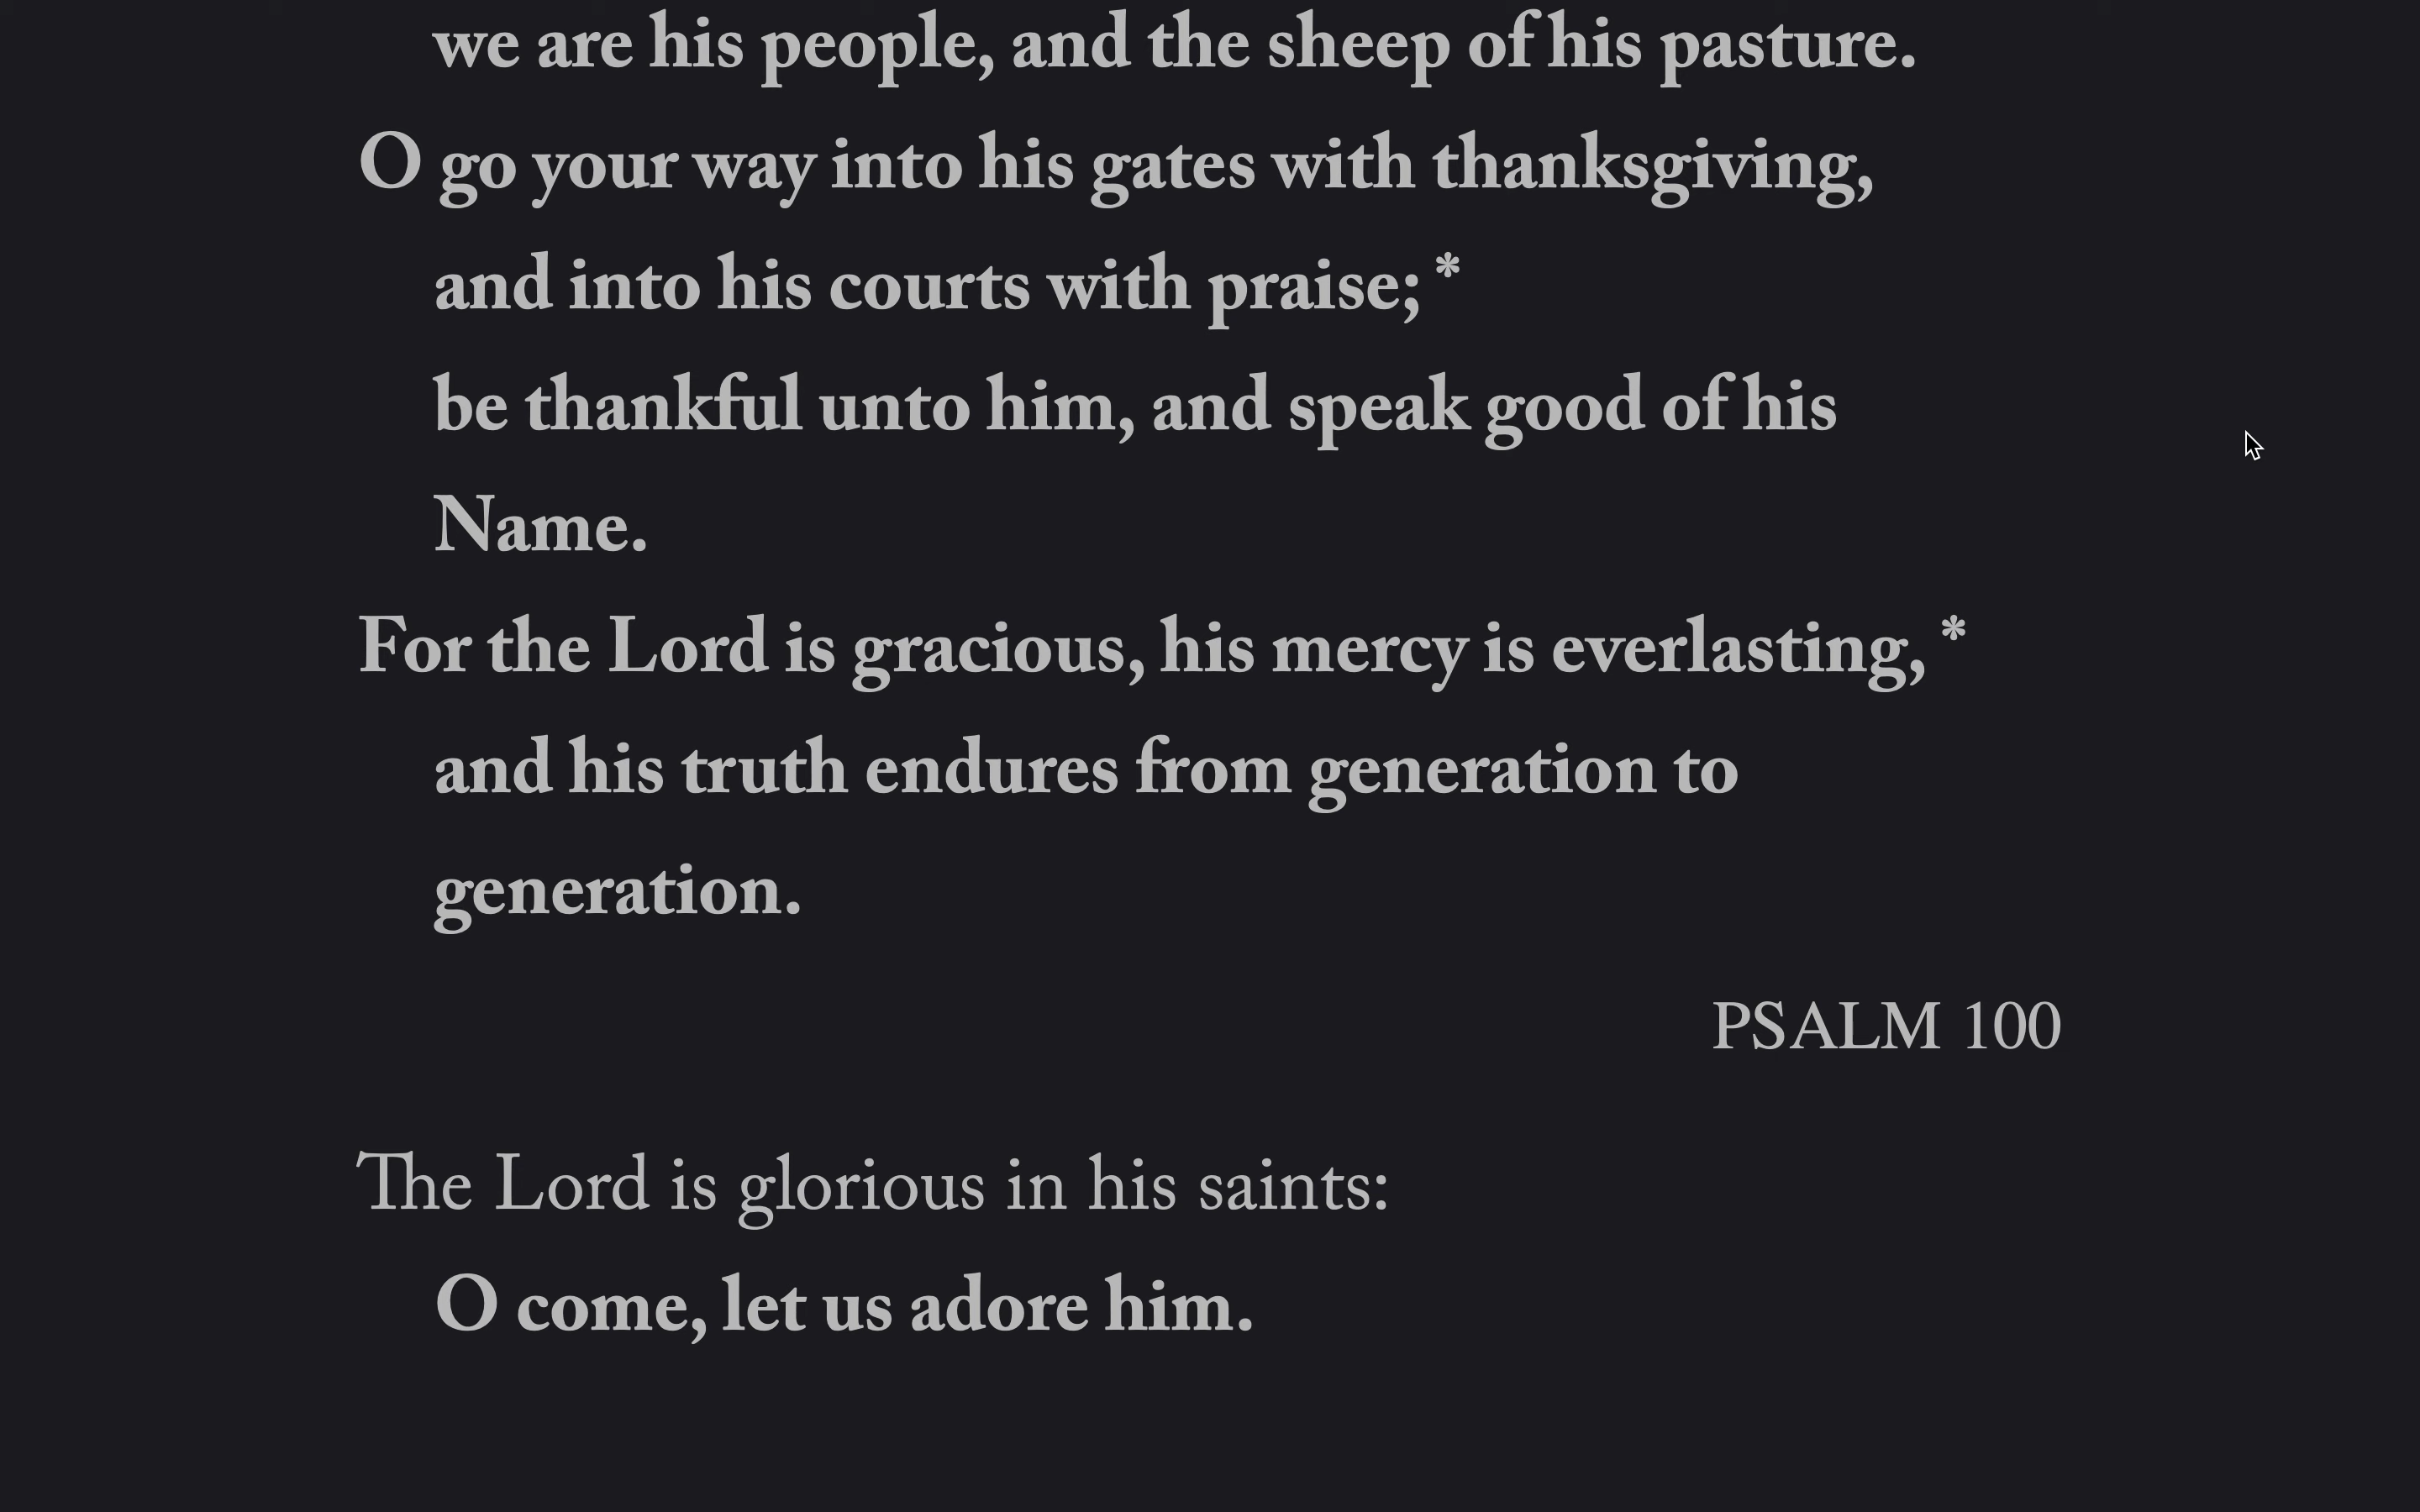 we are his people, and the sheep of his pasture.
O go your way into his gates with thanksgiving,
and into his courts with praise;*
be thankful unto him, and speak good of his
Name.
For the Lord is gracious, his mercy is everlasting,*
and his truth endures from generation to
generation.
PSALM 100
The Lord is glorious in his saints:
O come, let us adore him.